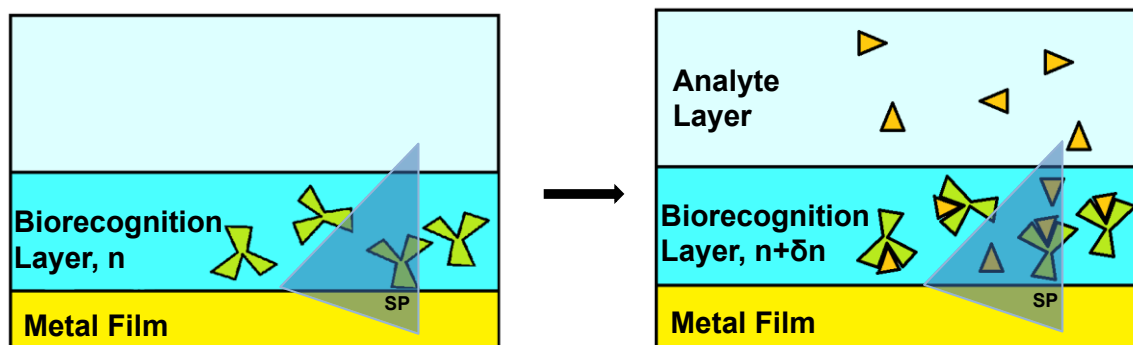 Biorecognition
Layer, n
SP
Metal Film
Analyte
Layer
Biorecognition
Layer, n+δn
SP
Metal Film